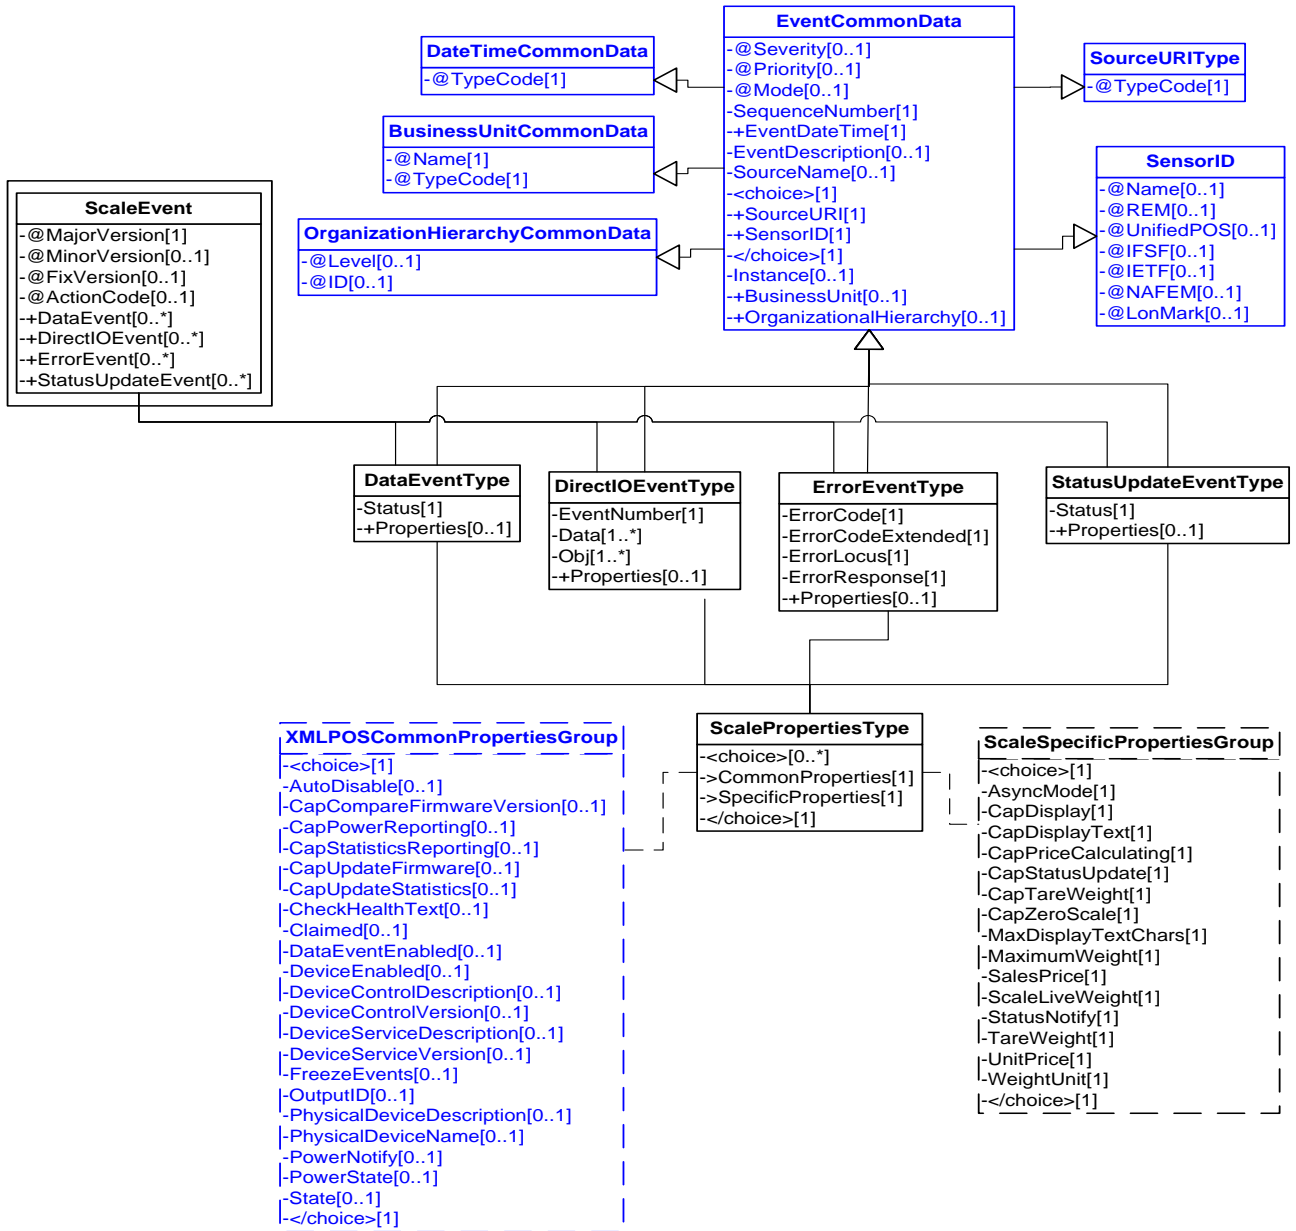 EventCommonData
-@Severity[0..1]
-@Priority[0..1]
-@Mode[0..1]
-SequenceNumber[1]
-+EventDateTime[1]
-EventDescription[0..1]
-SourceName[0..1]
-<choice>[1]
-+SourceURI[1]
-+SensorID[1]
-</choice>[1]
-Instance[0..1]
-+BusinessUnit[0..1]
-+OrganizationalHierarchy[0..1]
DateTimeCommonData
-@TypeCode[1]
SourceURIType
-@TypeCode[1]
BusinessUnitCommonData
-@Name[1]
-@TypeCode[1]
SensorID
-@Name[0..1]
-@REM[0..1]
-@UnifiedPOS[0..1]
-@IFSF[0..1]
-@IETF[0..1]
-@NAFEM[0..1]
-@LonMark[0..1]
ScaleEvent
-@MajorVersion[1]
-@MinorVersion[0..1]
-@FixVersion[0..1]
-@ActionCode[0..1]
-+DataEvent[0..*]
-+DirectIOEvent[0..*]
-+ErrorEvent[0..*]
-+StatusUpdateEvent[0..*]
OrganizationHierarchyCommonData
-@Level[0..1]
-@ID[0..1]
DataEventType
-Status[1]
-+Properties[0..1]
DirectIOEventType
-EventNumber[1]
-Data[1..*]
-Obj[1..*]
-+Properties[0..1]
ErrorEventType
-ErrorCode[1]
-ErrorCodeExtended[1]
-ErrorLocus[1]
-ErrorResponse[1]
-+Properties[0..1]
StatusUpdateEventType
-Status[1]
-+Properties[0..1]
XMLPOSCommonPropertiesGroup
-<choice>[1]
-AutoDisable[0..1]
-CapCompareFirmwareVersion[0..1]
-CapPowerReporting[0..1]
-CapStatisticsReporting[0..1]
-CapUpdateFirmware[0..1]
-CapUpdateStatistics[0..1]
-CheckHealthText[0..1]
-Claimed[0..1]
-DataEventEnabled[0..1]
-DeviceEnabled[0..1]
-DeviceControlDescription[0..1]
-DeviceControlVersion[0..1]
-DeviceServiceDescription[0..1]
-DeviceServiceVersion[0..1]
-FreezeEvents[0..1]
-OutputID[0..1]
-PhysicalDeviceDescription[0..1]
-PhysicalDeviceName[0..1]
-PowerNotify[0..1]
-PowerState[0..1]
-State[0..1]
-</choice>[1]
ScalePropertiesType
-<choice>[0..*]
->CommonProperties[1]
->SpecificProperties[1]
-</choice>[1]
ScaleSpecificPropertiesGroup
-<choice>[1]
-AsyncMode[1]
-CapDisplay[1]
-CapDisplayText[1]
-CapPriceCalculating[1]
-CapStatusUpdate[1]
-CapTareWeight[1]
-CapZeroScale[1]
-MaxDisplayTextChars[1]
-MaximumWeight[1]
-SalesPrice[1]
-ScaleLiveWeight[1]
-StatusNotify[1]
-TareWeight[1]
-UnitPrice[1]
-WeightUnit[1]
-</choice>[1]